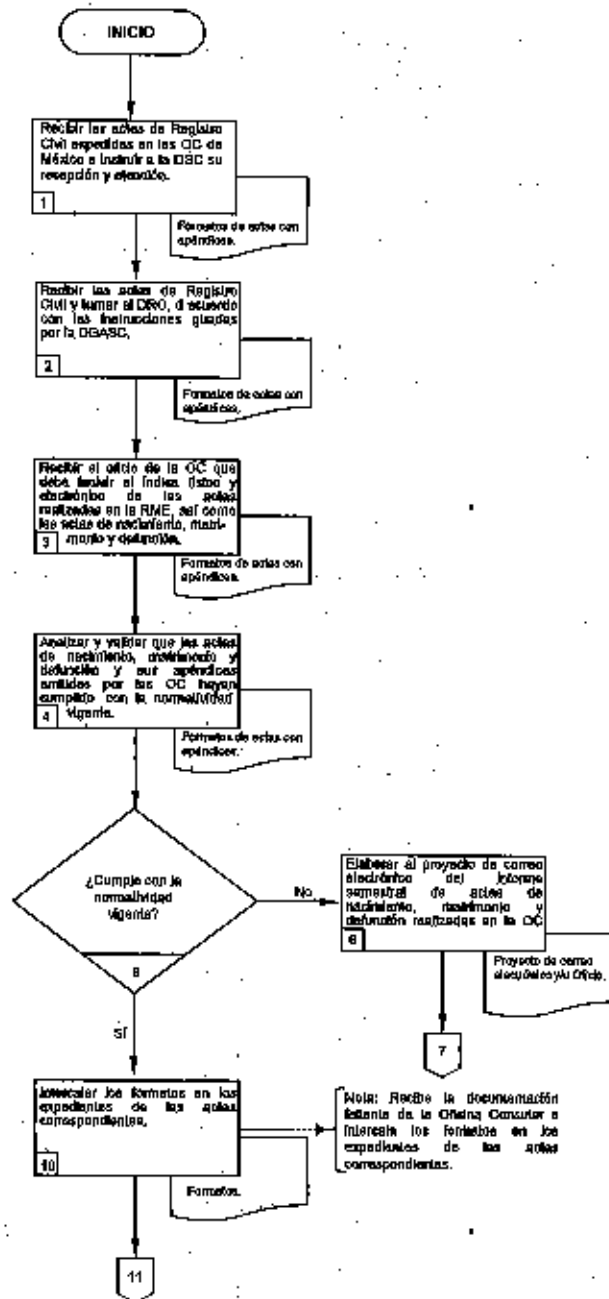 INICIO
Recibir las actas de Registro
Civil expedidas en las OC de
México e instruir a la DSC su
recepción y atención.
1
Formatos de actas con
apéndices.
Recibir las actas de Registro
Civil y turnar al DRC, d acuerdo
con las instrucciones giradas
por la DGASC.
2
Formatos de actas con
apéndices.
Recibir el oficio de la OC que
debe incluir el índice físico y
electrónico de las actas
realizadas en la RME, así como
las actas de nacimiento, matri-
monio y defunción.
3
Formatos de actas con
apéndices.
Analizar y validar que las actas
de nacimiento, matrimonio y
defunción y sus apéndices
emitidas por las OC hayan
cumplido con la normatividad
vigente.
4
Formatos de actas con
apéndices.
¿Cumple con la
normatividad
vigente?
No
SÍ
Elaborar el proyecto de correo
electrónico del informe
semestral de actas de
nacimiento, matrimonio y
defunción realizadas en la OC
6
Proyecto de correo
electrónico y/u Oficio.
7
Intercalar los formatos en los
expedientes de las actas
correspondientes.
10
Formatos.
Nota: Recibe la documentación
faltante de la Oficina Consular e
intercala los formatos en los
expedientes de las actas
correspondientes.
11